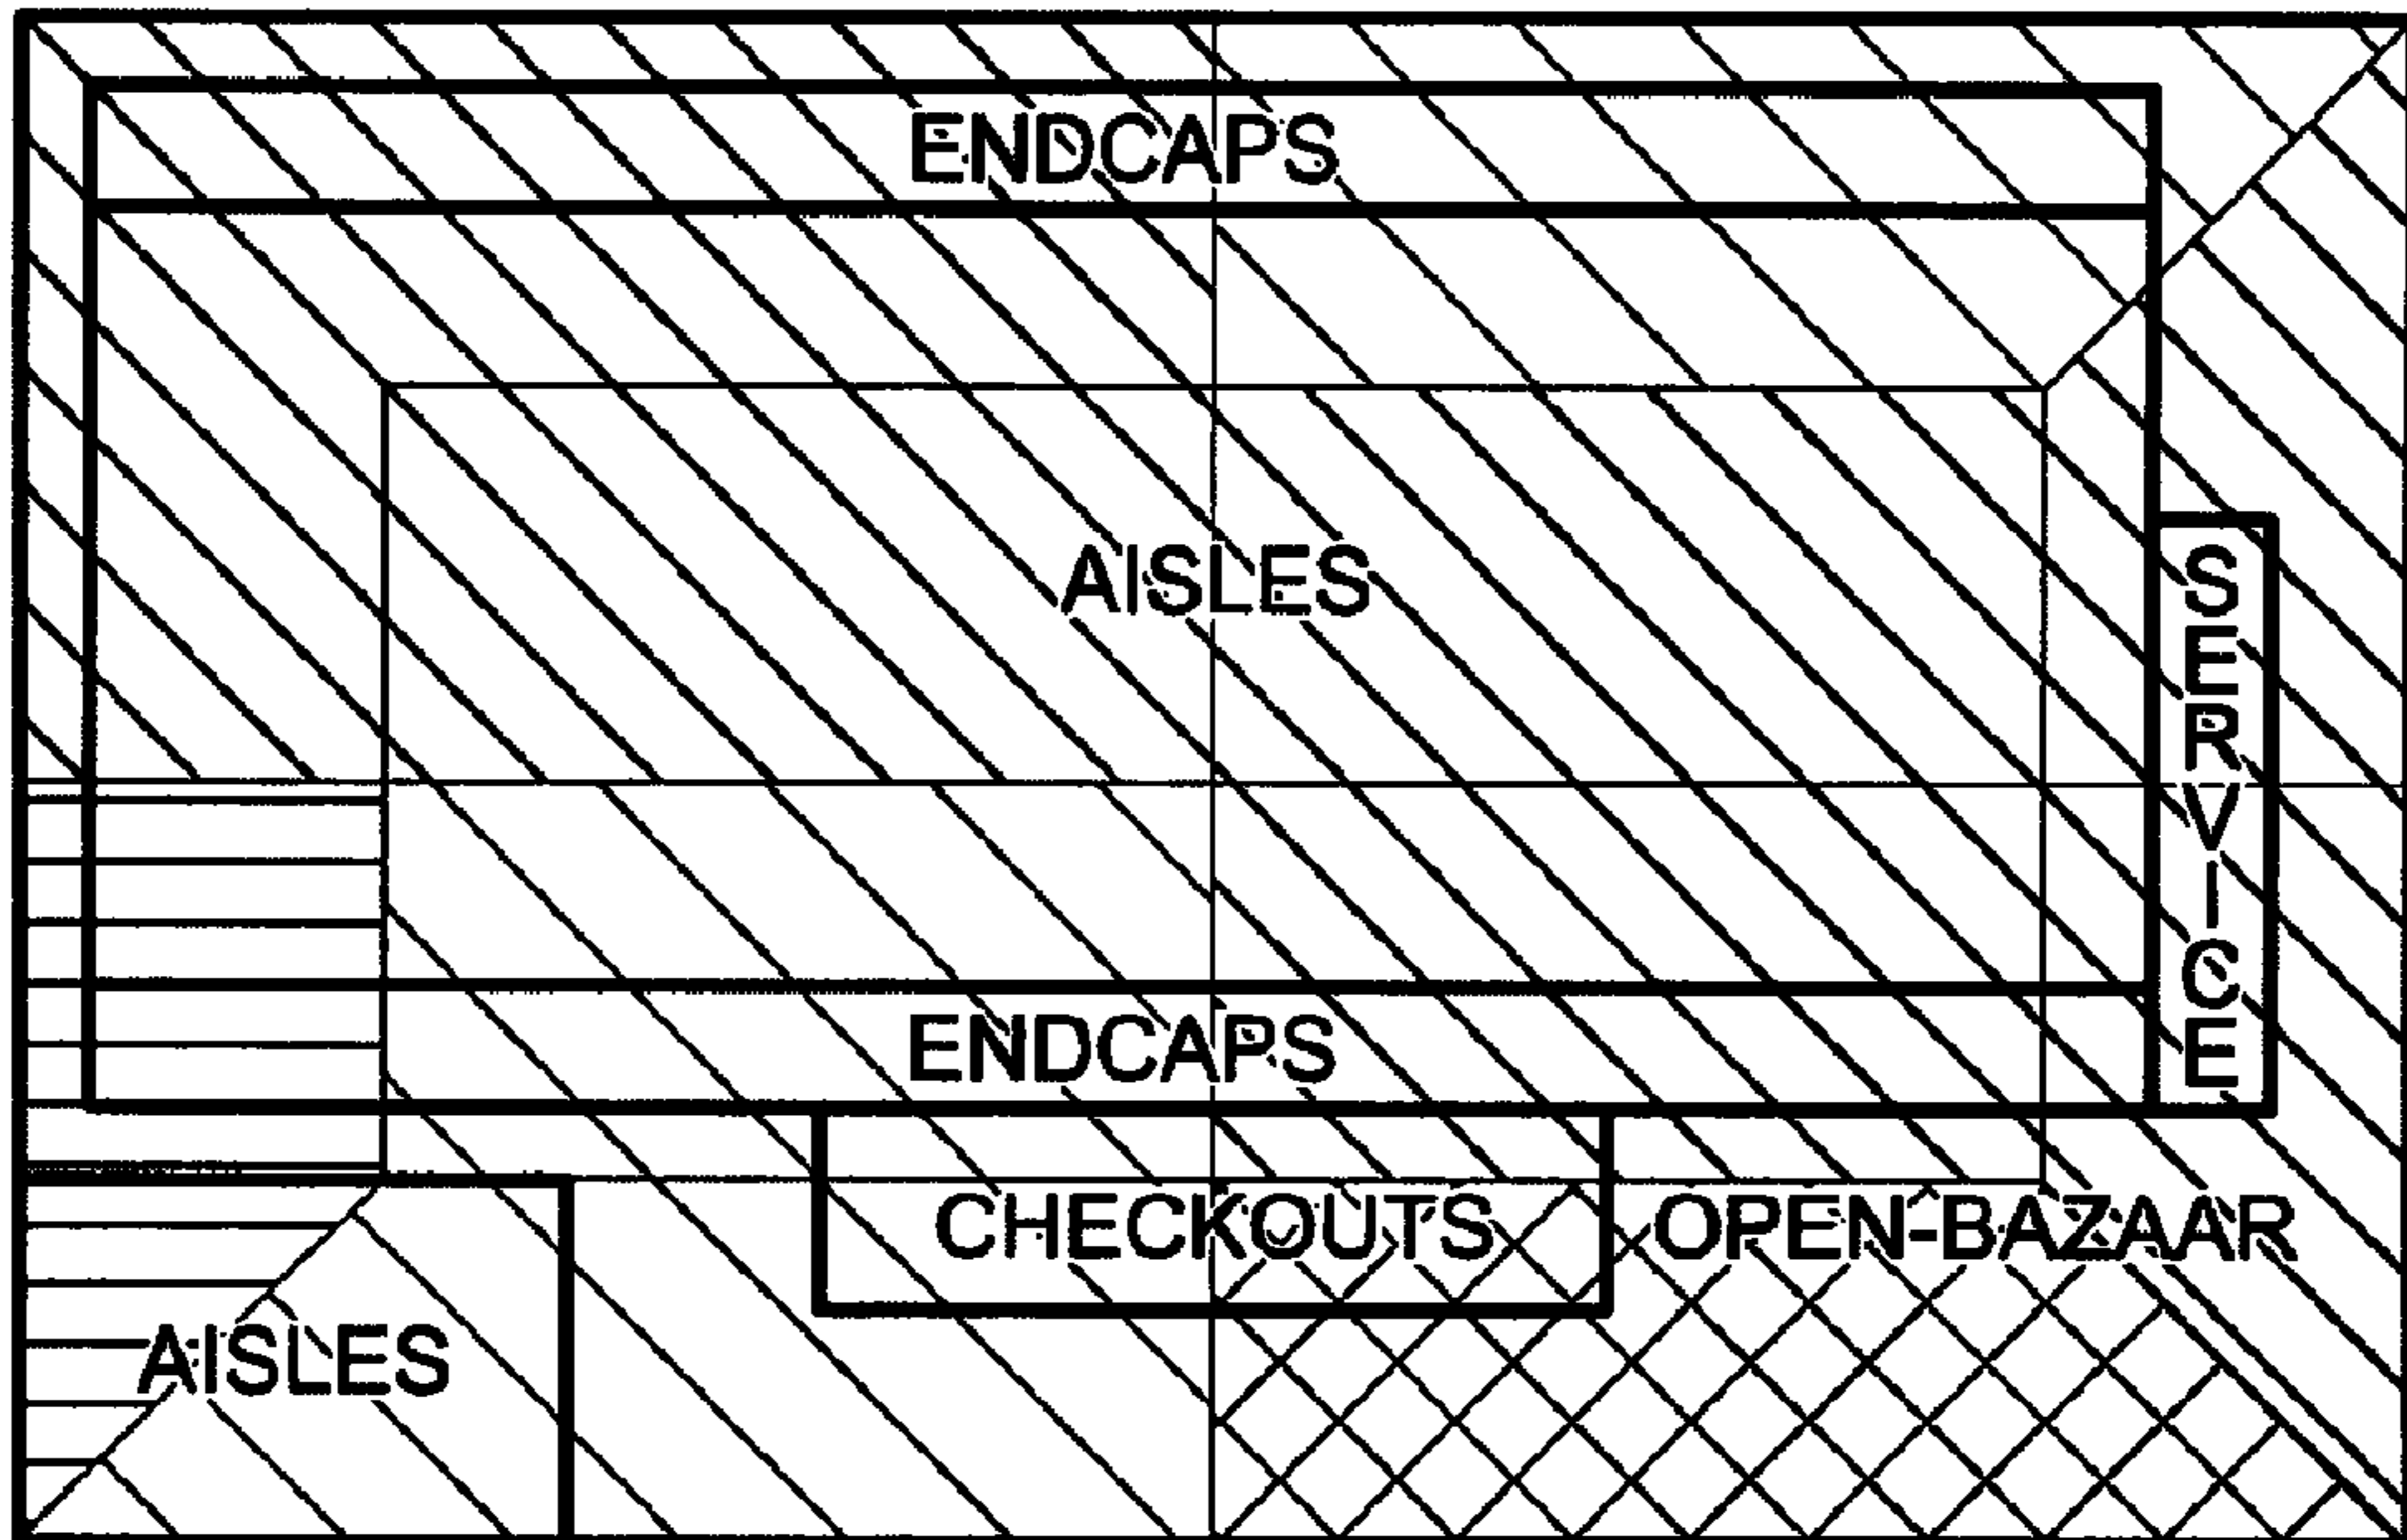 ENDCAPS
AISLES
SERVICE
ENDCAPS
CHECKOUTS
OPEN-BAZAAR
AISLES